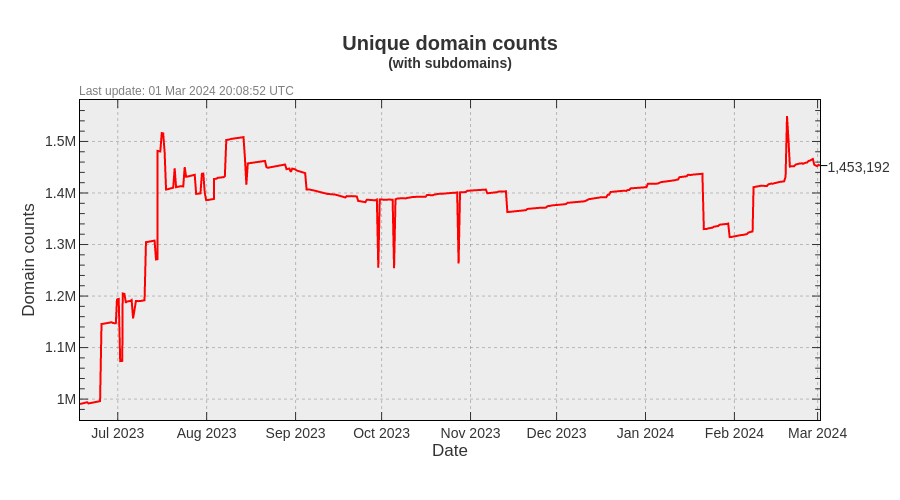 Unique domain counts
(with subdomains)
Last update: 01 Mar 2024 20:08:52 UTC
1.5M
1.4M
1.3M
1.2M
1.1M
1M
Domain counts
1,453,192
Jul 2023 Aug 2023 Sep 2023 Oct 2023 Nov 2023 Dec 2023 Jan 2024 Feb 2024 Mar 2024
Date